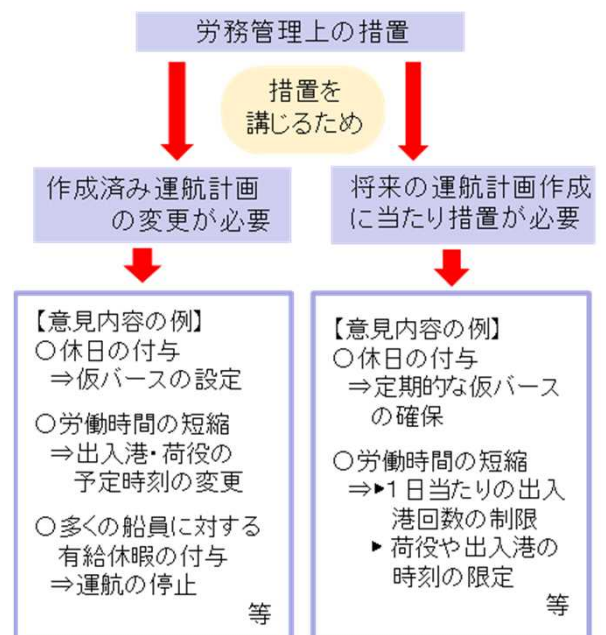 労務管理上の措置
措置を
講じるため
作成済み運航計画
の変更が必要
将来の運航計画作成
に当たり措置が必要
【意見内容の例】
○休日の付与
⇒仮バースの設定
○労働時間の短縮
⇒出入港・荷役の
予定時刻の変更
○多くの船員に対する
有給休暇の付与
⇒運航の停止
等
【意見内容の例】
○休日の付与
⇒定期的な仮バース
の確保
○労働時間の短縮
⇒▶1日当たりの出入
港回数の制限
▶荷役や出入港の
時刻の限定
等